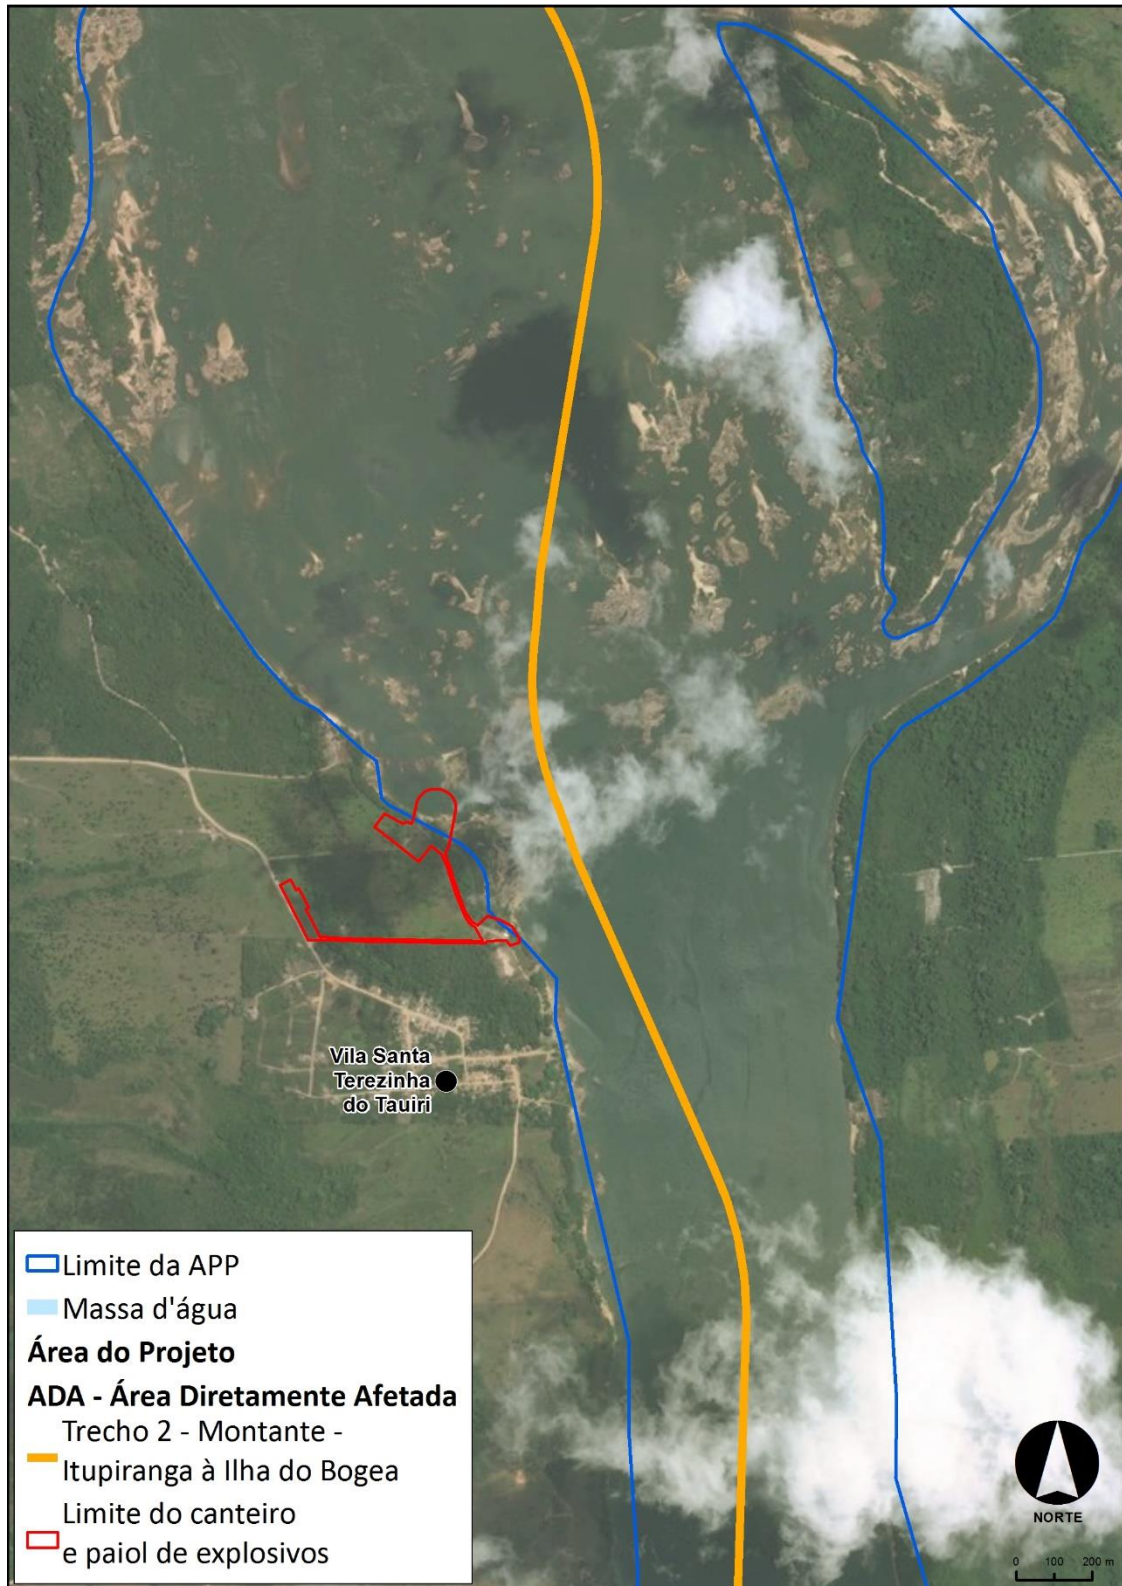 Vila Santa
Terezinha
do Tauiri
Limite da APP
Massa d'água
Área do Projeto
ADA - Área Diretamente Afetada
Trecho 2 - Montante -
Itupiranga à Ilha do Bogea
Limite do canteiro
e paiol de explosivos
NORTE
0 100 200 m